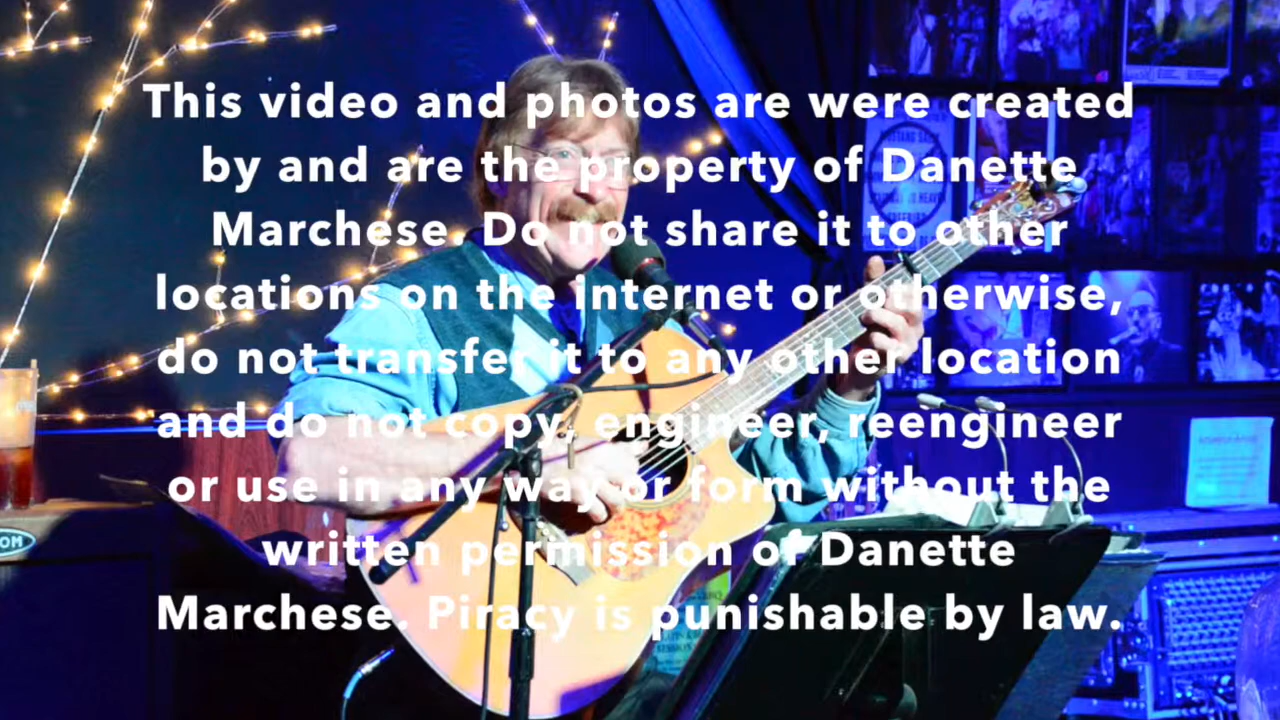 This video and photos are were created
by and are the property of Danette
Marchese. Do not share it to other
locations on the internet or otherwise,
do not transfer it to any other location
and do not copy, engineer, reengineer
or use in any way or form without the
written permission of Danette
Marchese. Piracy is punishable by law.
OM